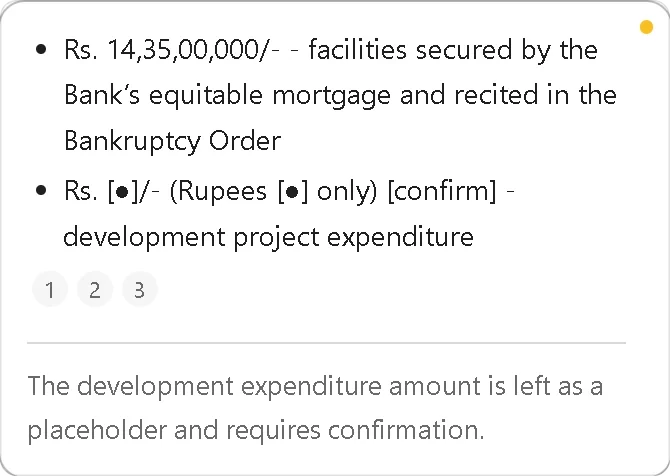 • Rs. 14,35,00,000/- - facilities secured by the
Bank’s equitable mortgage and recited in the
Bankruptcy Order
• Rs. [●]/- (Rupees [●] only) [confirm] -
development project expenditure
1 2 3
The development expenditure amount is left as a
placeholder and requires confirmation.